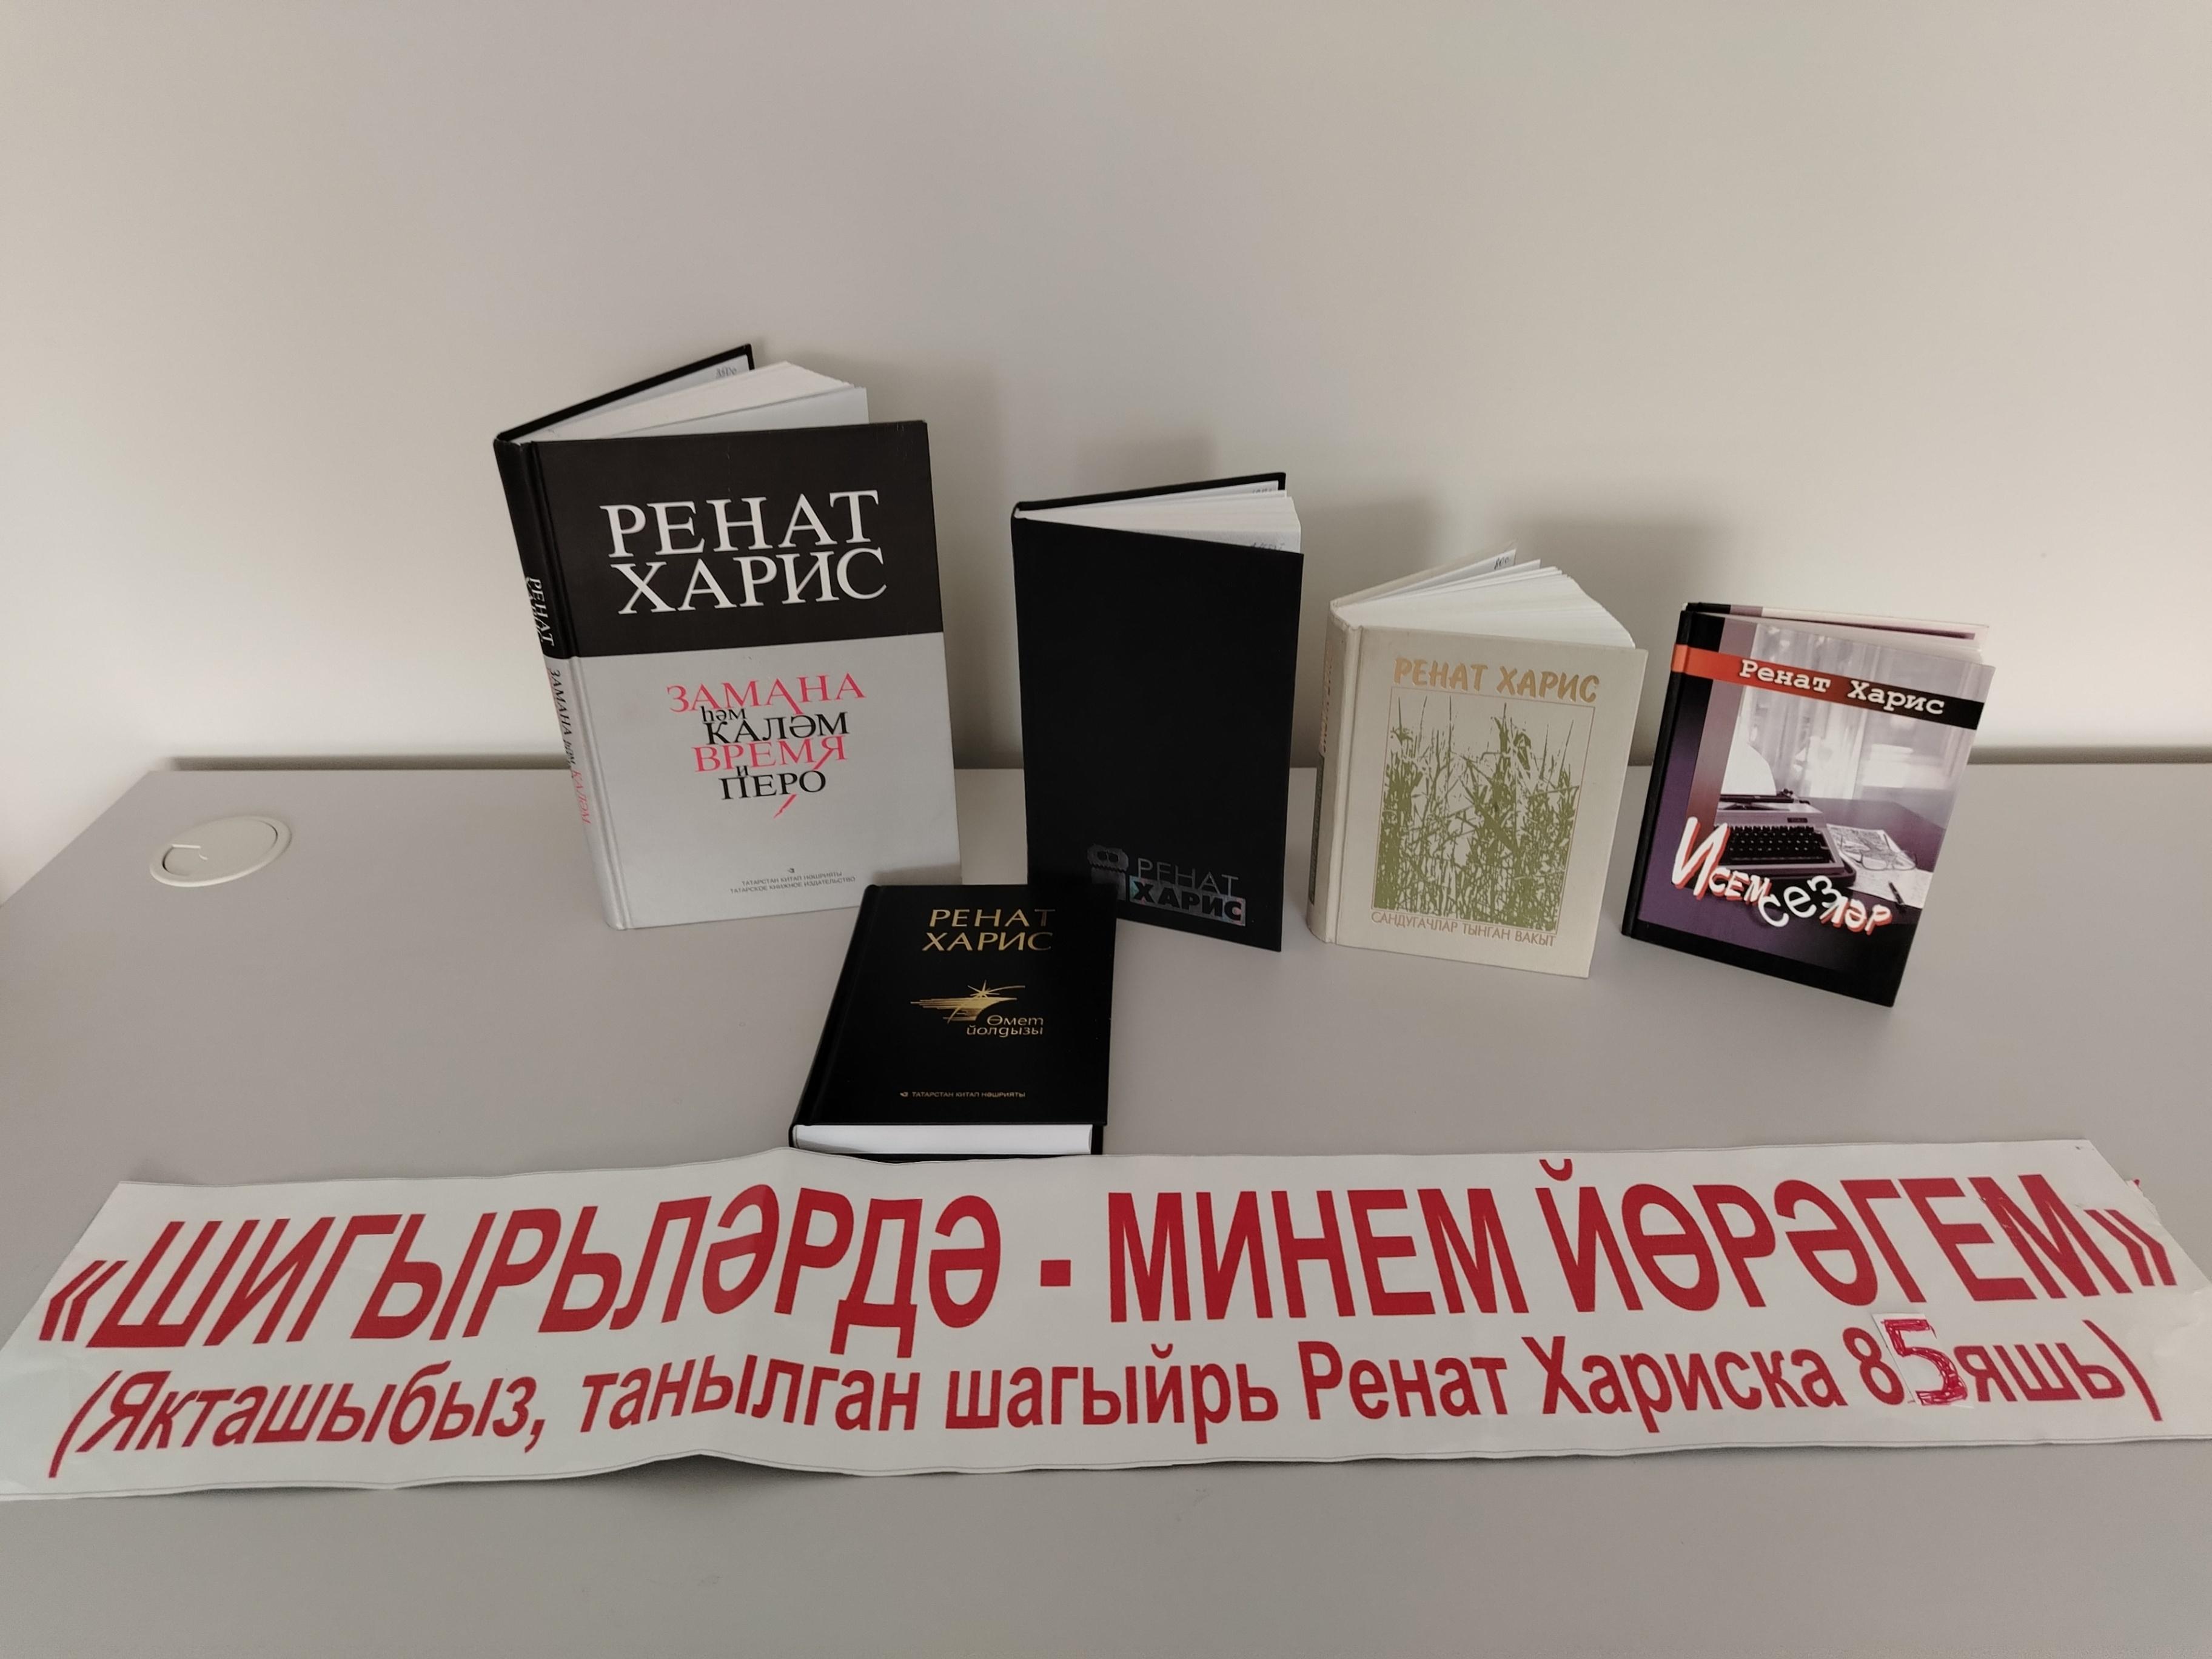 РЕНАТ
ХАРИС
ЗАМАНА
һәм
КАЛӘМ
ВРЕМЯ
И
ПЕРО
ТАТАРСТАН КИТАП НӘШРИЯТЫ
ТАТАРСКОЕ КНИЖНОЕ ИЗДАТЕЛЬСТВО
РЕНАТ
ЗАМАНА һәм КАЛӘМ
РЕНАТ
ХАРИС
РЕНАТ
ХАРИС
Өмет
йолдызы
ТАТАРСТАН КИТАП НӘШРИЯТЫ
РЕНАТ ХАРИС
САНДУГАЧЛАР ТЫНГАН ВАКЫТ
Ренат Харис
Исемсезләр
«ШИГЫРЬЛӘРДӘ - МИНЕМ ЙӨРӘГЕМ»
(Якташыбыз, танылган шагыйрь Ренат Хариска 85 яшь)